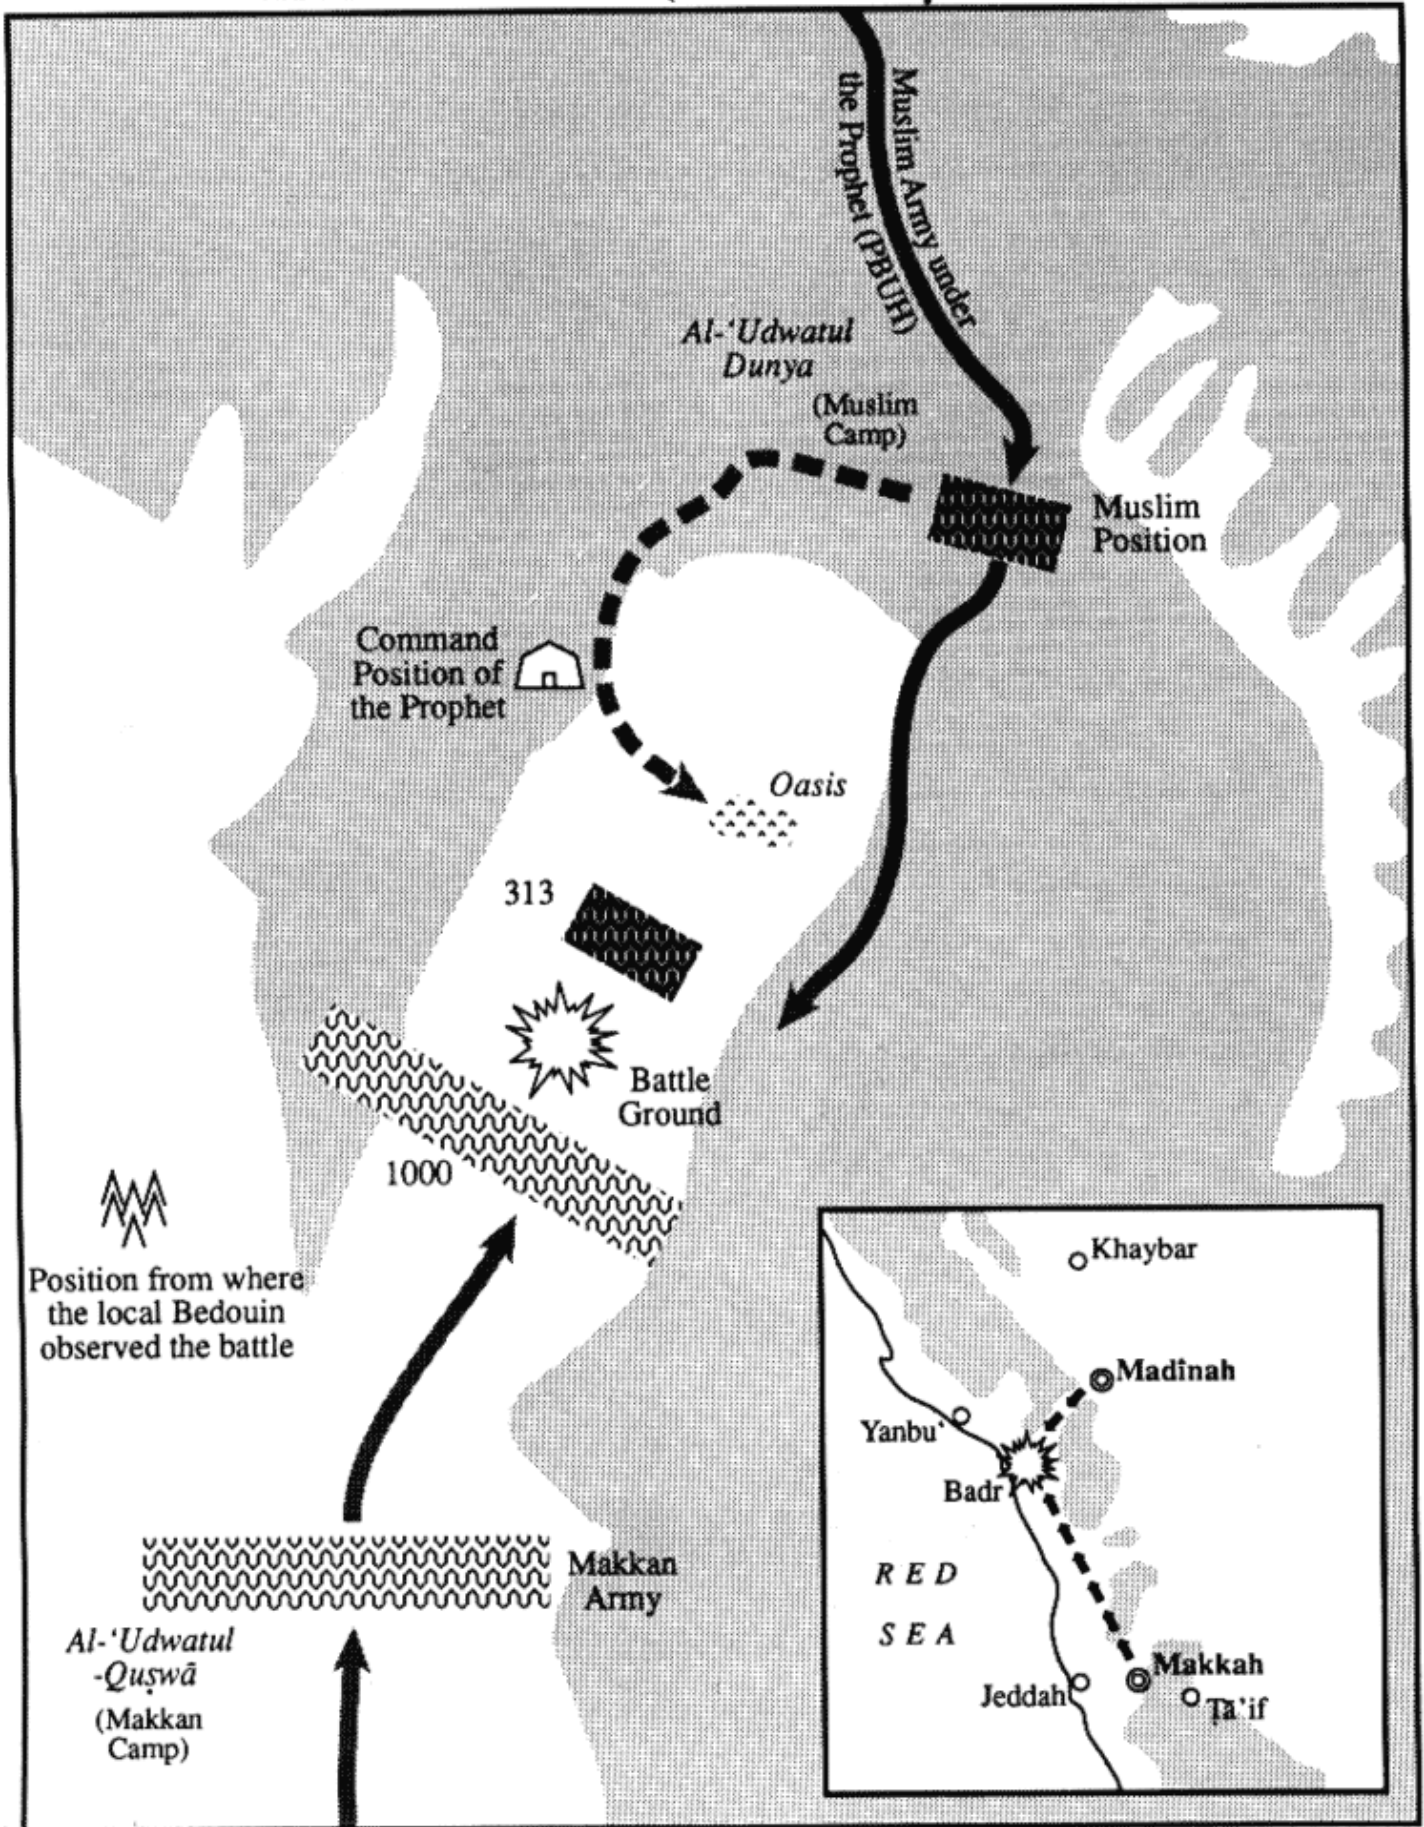 Muslim Army under
the Prophet (PBUH)
Al-‘Udwatul
Dunya
(Muslim
Camp)
Muslim
Position
Command
Position of
the Prophet
Oasis
313
Battle
Ground
1000
Position from where
the local Bedouin
observed the battle
Makkan
Army
Al-‘Udwatul
-Quṣwā
(Makkan
Camp)
Khaybar
Madînah
Yanbu‘
Badr
RED
SEA
Makkah
Jeddah
Ṭā’if